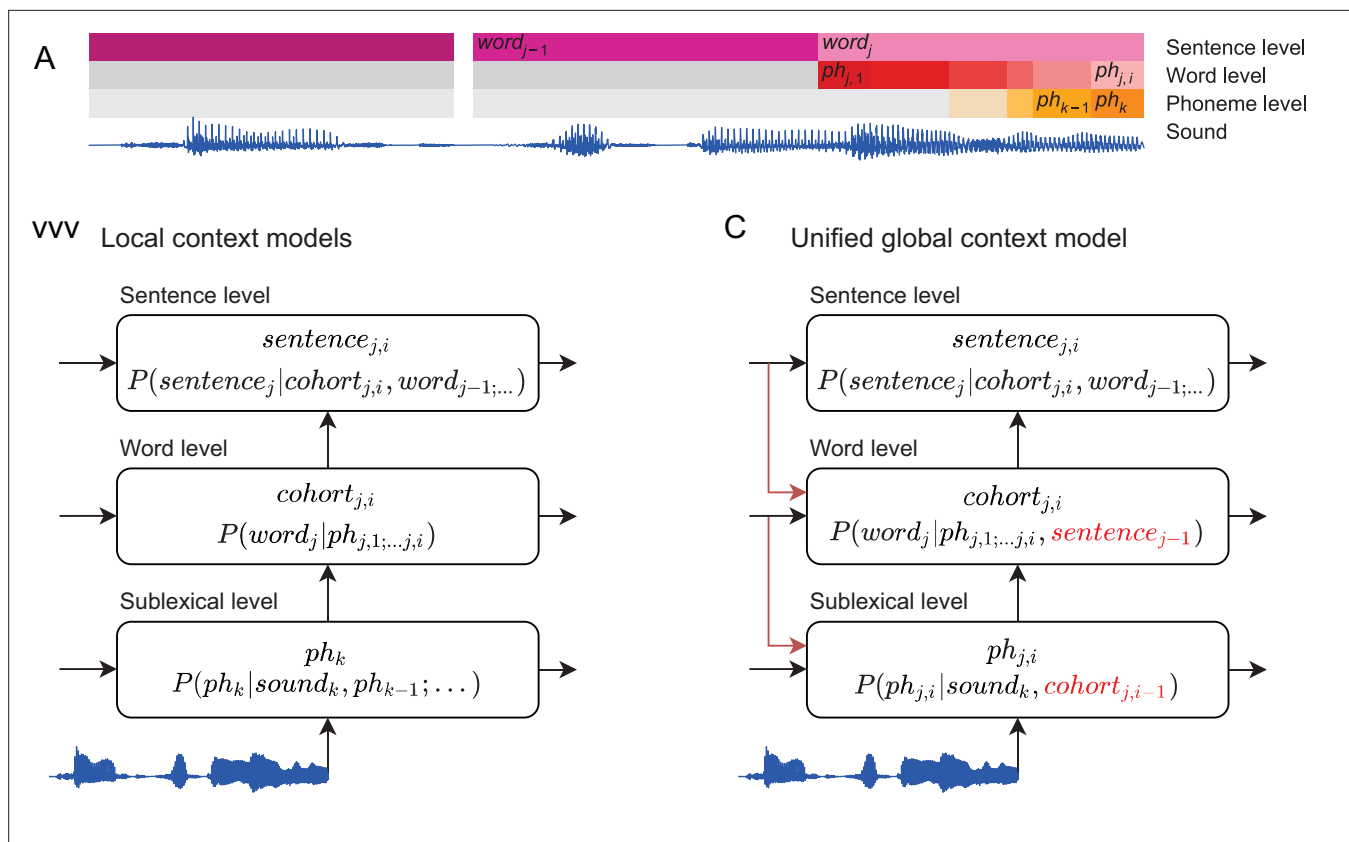 A
word_{j−1} word_j Sentence level
ph_{j,1} ph_{j,i} Word level
ph_{k−1} ph_k Phoneme level
Sound
vvv Local context models
Sentence level
sentence_{j,i}
P(sentence_j|cohort_{j,i}, word_{j−1;...})
Word level
cohort_{j,i}
P(word_j|ph_{j,1;...j,i})
Sublexical level
ph_k
P(ph_k|sound_k, ph_{k−1}; ...)
C Unified global context model
Sentence level
sentence_{j,i}
P(sentence_j|cohort_{j,i}, word_{j−1;...})
Word level
cohort_{j,i}
P(word_j|ph_{j,1;...j,i}, sentence_{j−1})
Sublexical level
ph_{j,i}
P(ph_{j,i}|sound_k, cohort_{j,i−1})